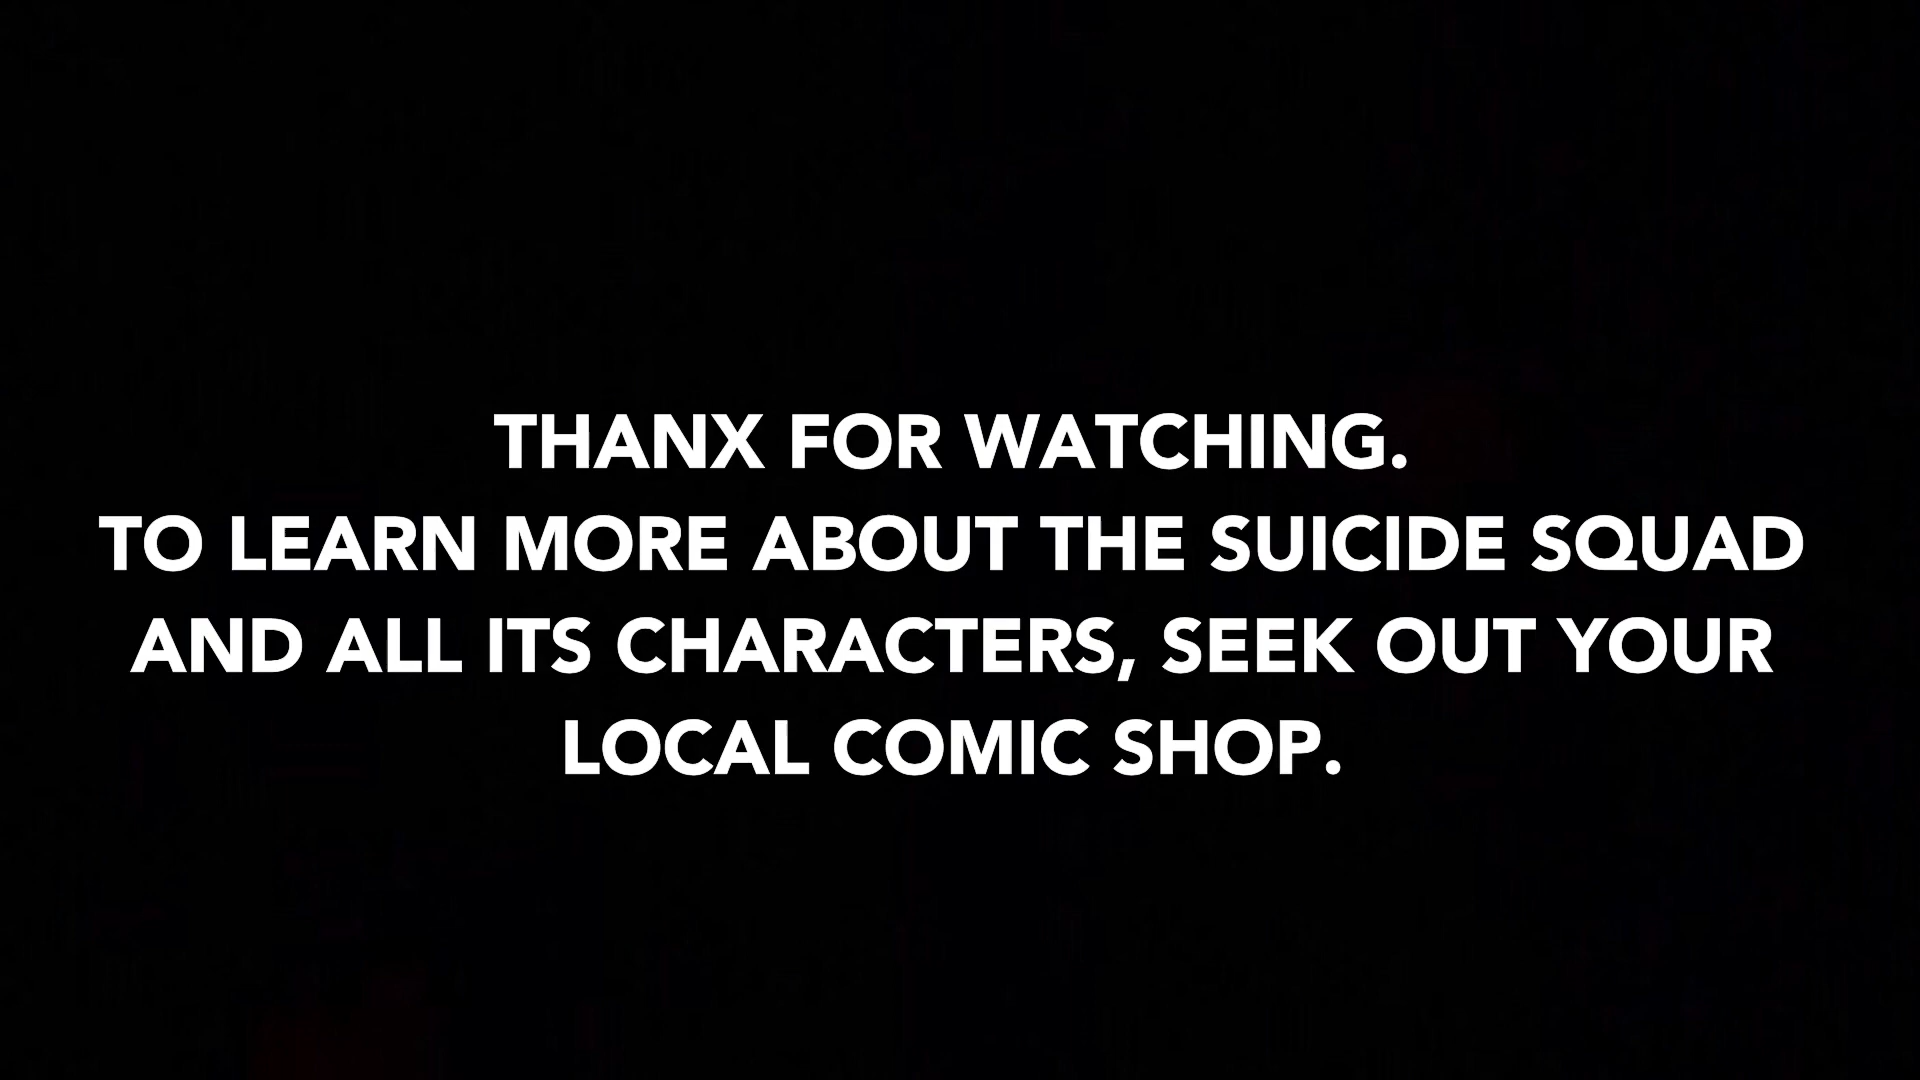 THANX FOR WATCHING.
TO LEARN MORE ABOUT THE SUICIDE SQUAD
AND ALL ITS CHARACTERS, SEEK OUT YOUR
LOCAL COMIC SHOP.